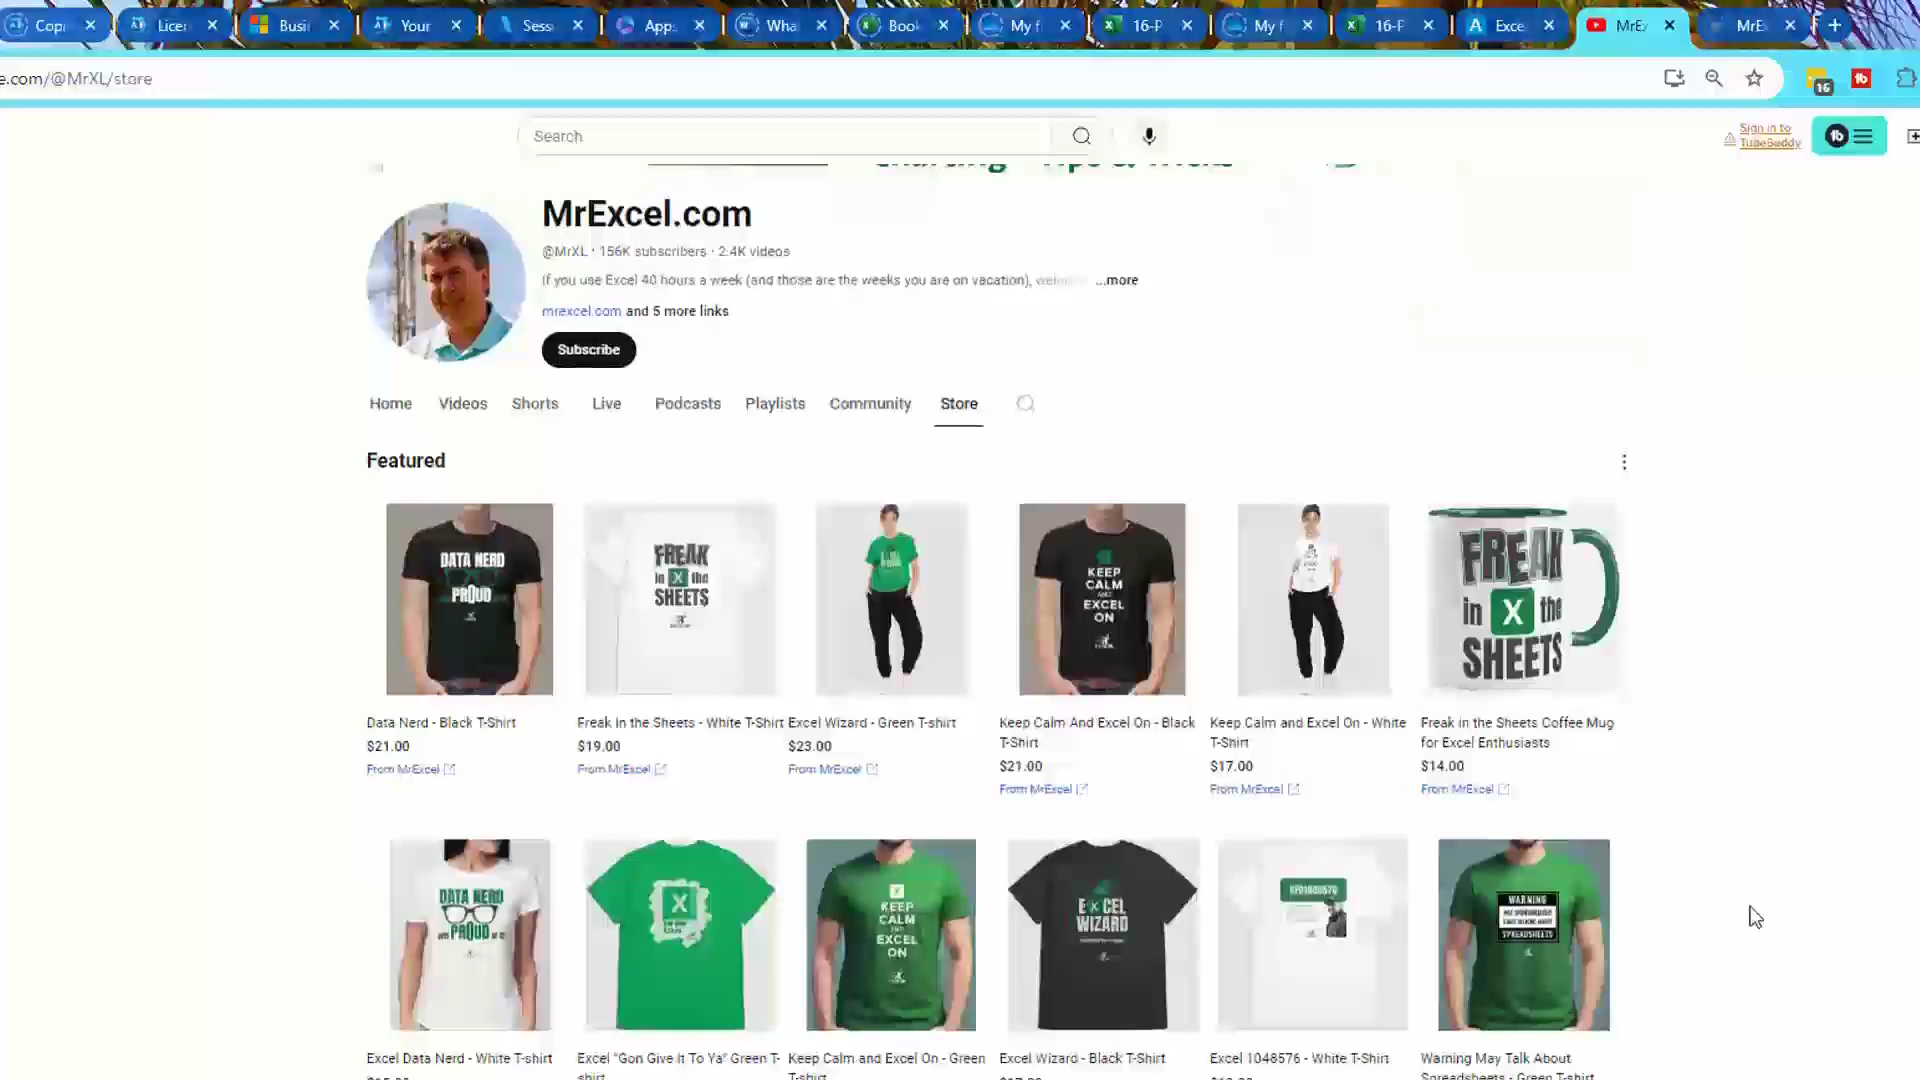 Copi
Licer
Busi
Your
Sess
Apps
Wha
Book
My f
16-F
My f
16-F
Exce
MrEx
MrEx
e.com/@MrXL/store
16
Search
Sign in to
TubeBuddy
MrExcel.com
@MrXL · 156K subscribers · 2.4K videos
If you use Excel 40 hours a week (and those are the weeks you are on vacation), ...more
mrexcel.com and 5 more links
Subscribe
Home Videos Shorts Live Podcasts Playlists Community Store
Featured
DATA NERD
PROUD
FREAK
in X the
SHEETS
KEEP
CALM
AND
EXCEL
ON
FREAK
in X the
SHEETS
Data Nerd - Black T-Shirt
$21.00
From MrExcel
Freak in the Sheets - White T-Shirt
$19.00
From MrExcel
Excel Wizard - Green T-shirt
$23.00
From MrExcel
Keep Calm And Excel On - Black
T-Shirt
$21.00
From MrExcel
Keep Calm and Excel On - White
T-Shirt
$17.00
From MrExcel
Freak in the Sheets Coffee Mug
for Excel Enthusiasts
$14.00
From MrExcel
DATA NERD
AND PROUD OF IT
X
KEEP
CALM
AND
EXCEL
ON
EXCEL
WIZARD
WARNING
SPREADSHEETS
Excel Data Nerd - White T-shirt
Excel "Gon Give It To Ya" Green T-
shirt
Keep Calm and Excel On - Green
T-shirt
Excel Wizard - Black T-Shirt
Excel 1048576 - White T-Shirt
Warning May Talk About
Spreadsheets - Green T-shirt